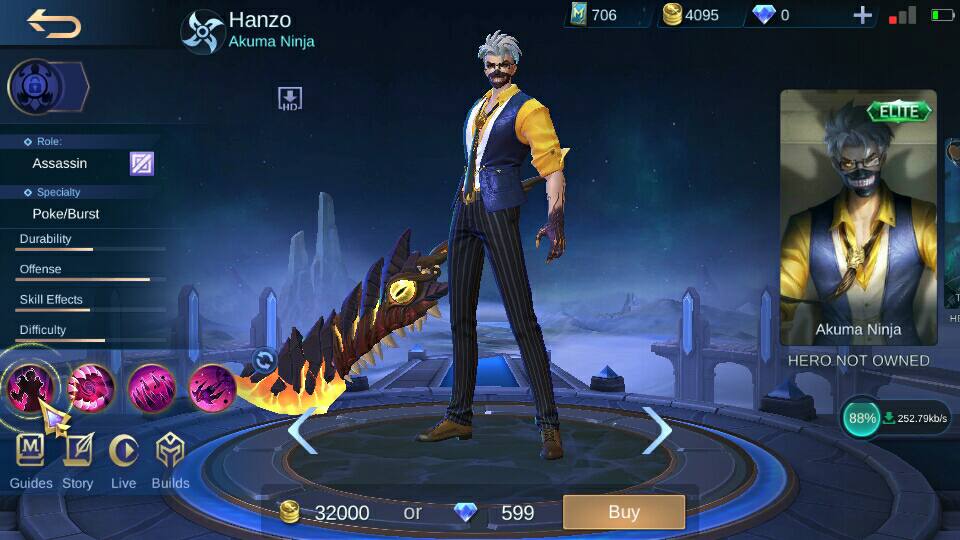 Hanzo
Akuma Ninja
706
4095
0
HD
Role:
Assassin
Specialty
Poke/Burst
Durability
Offense
Skill Effects
Difficulty
Guides
Story
Live
Builds
ELITE
Akuma Ninja
HERO NOT OWNED
88%
252.79kb/s
32000 or 599
Buy